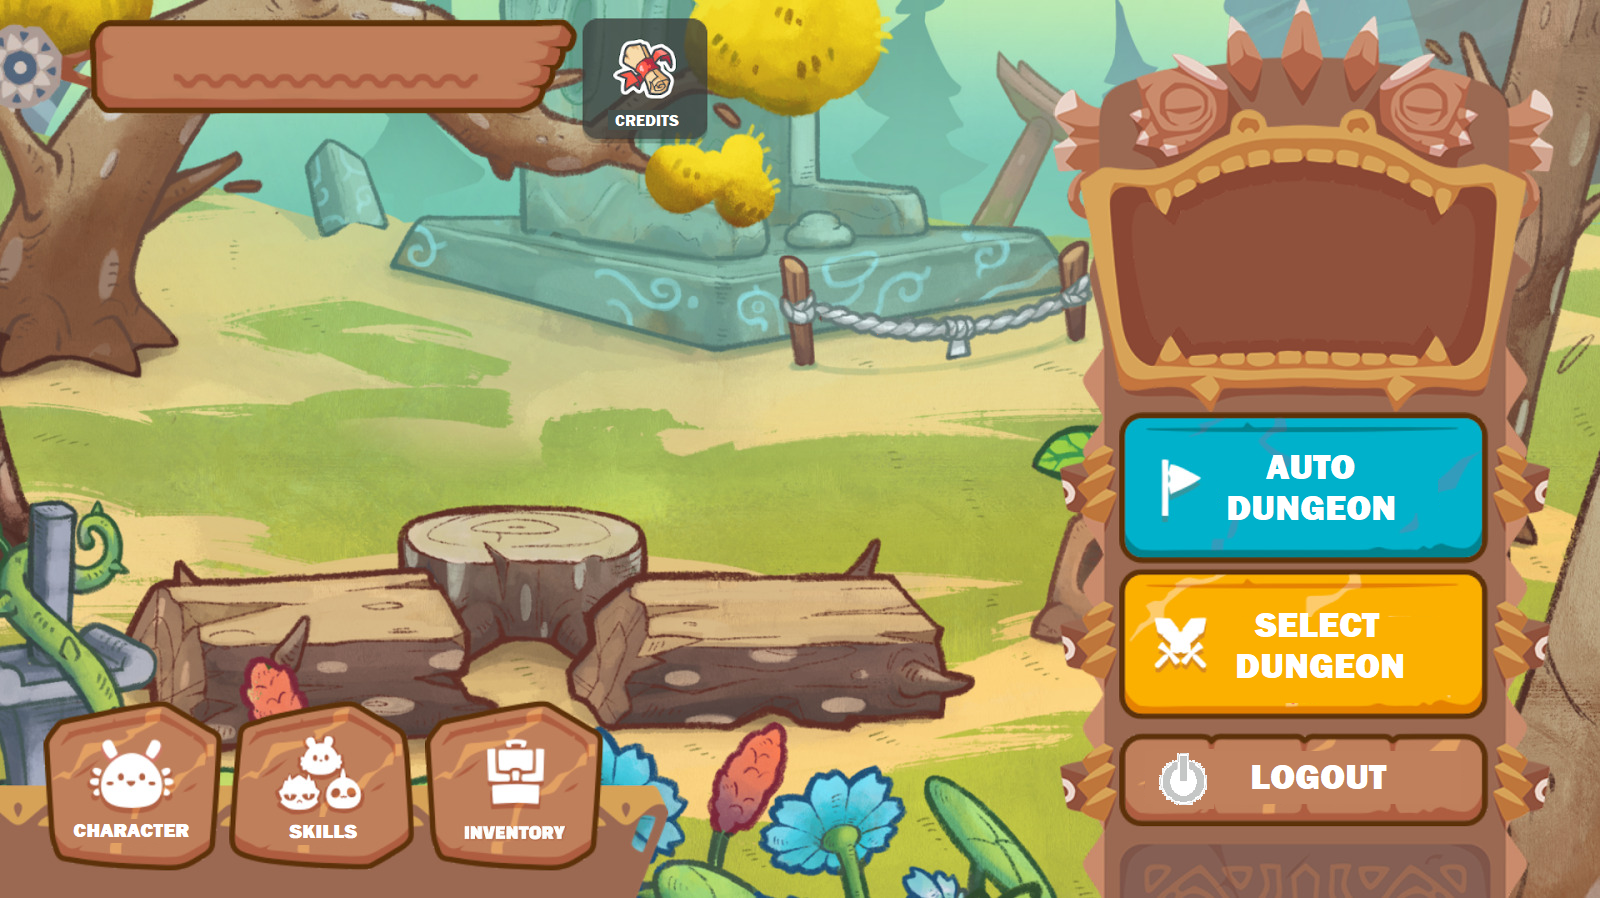 CREDITS
AUTO
DUNGEON
SELECT
DUNGEON
LOGOUT
CHARACTER
SKILLS
INVENTORY